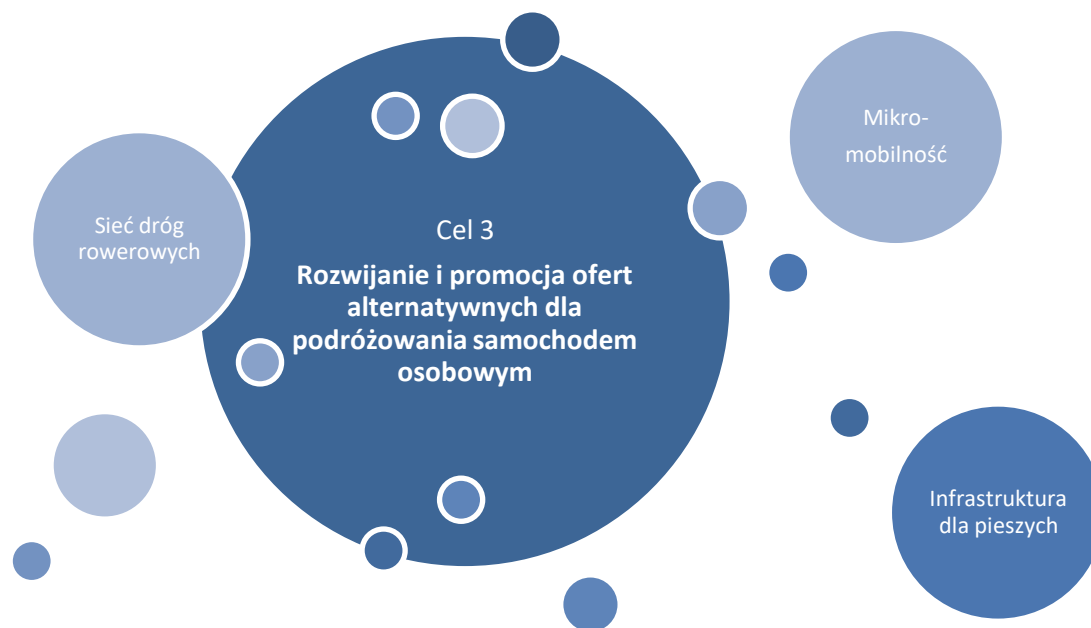 Mikro-
mobilność
Sieć dróg
rowerowych
Cel 3
Rozwijanie i promocja ofert
alternatywnych dla
podróżowania samochodem
osobowym
Infrastruktura
dla pieszych